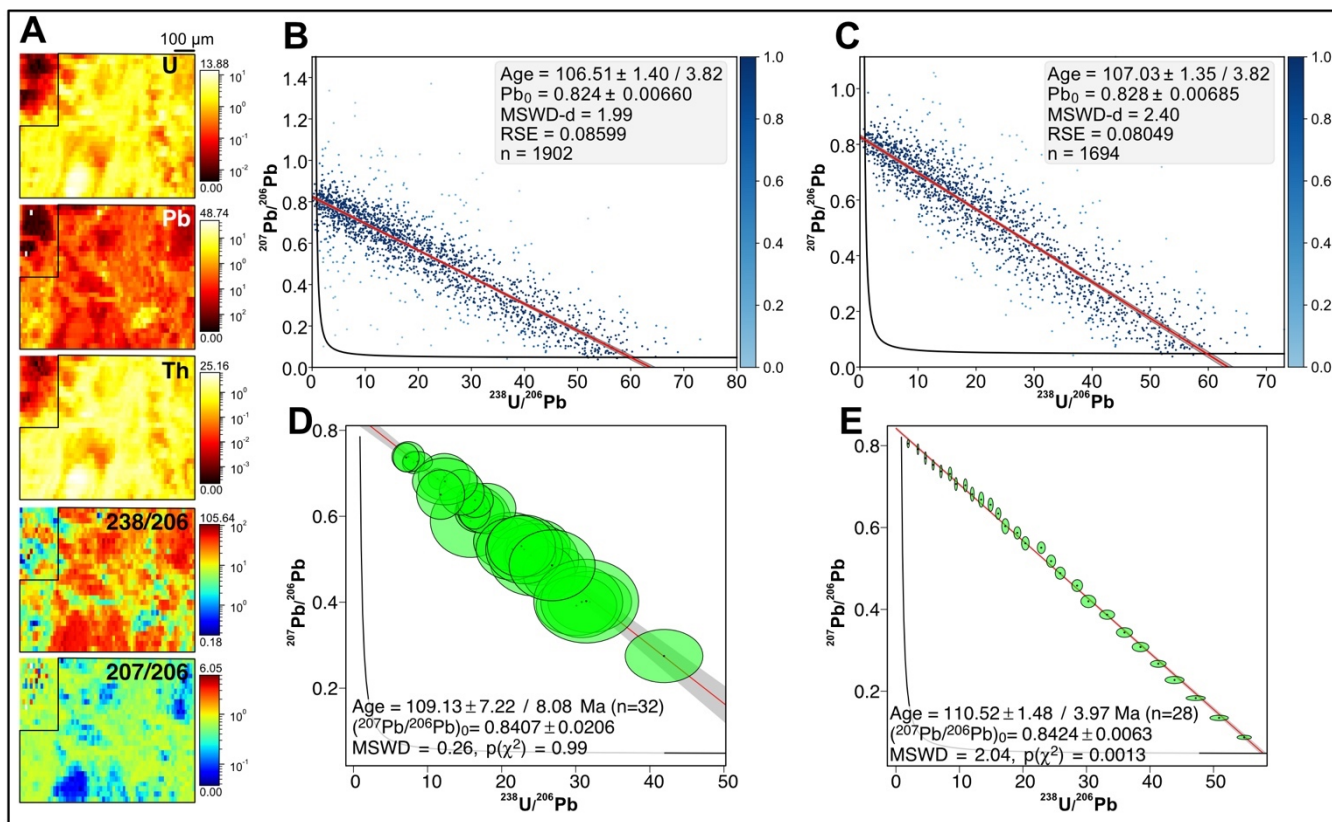 A
100 µm
U
13.88
10¹
10⁰
10⁻¹
10⁻²
0.00
Pb
48.74
10¹
10⁰
10¹
10²
0.00
Th
25.16
10¹
10⁰
10⁻¹
10⁻²
10⁻³
0.00
238/206
105.64
10²
10¹
10⁰
0.18
207/206
6.05
10⁰
10⁻¹
0.00
B
Age = 106.51 ± 1.40 / 3.82
Pb₀ = 0.824 ± 0.00660
MSWD-d = 1.99
RSE = 0.08599
n = 1902
²⁰⁷Pb/²⁰⁶Pb
1.4
1.2
1.0
0.8
0.6
0.4
0.2
0.0
0 10 20 30 40 50 60 70 80
²³⁸U/²⁰⁶Pb
1.0
0.8
0.6
0.4
0.2
0.0
C
Age = 107.03 ± 1.35 / 3.82
Pb₀ = 0.828 ± 0.00685
MSWD-d = 2.40
RSE = 0.08049
n = 1694
²⁰⁷Pb/²⁰⁶Pb
1.0
0.8
0.6
0.4
0.2
0.0
0 10 20 30 40 50 60 70
²³⁸U/²⁰⁶Pb
1.0
0.8
0.6
0.4
0.2
0.0
D
²⁰⁷Pb/²⁰⁶Pb
0.8
0.6
0.4
0.2
Age = 109.13 ± 7.22 / 8.08 Ma (n=32)
(²⁰⁷Pb/²⁰⁶Pb)₀= 0.8407 ± 0.0206
MSWD = 0.26, p(χ²) = 0.99
0 10 20 30 40 50
²³⁸U/²⁰⁶Pb
E
²⁰⁷Pb/²⁰⁶Pb
0.8
0.6
0.4
0.2
Age = 110.52 ± 1.48 / 3.97 Ma (n=28)
(²⁰⁷Pb/²⁰⁶Pb)₀= 0.8424 ± 0.0063
MSWD = 2.04, p(χ²) = 0.0013
0 10 20 30 40 50
²³⁸U/²⁰⁶Pb